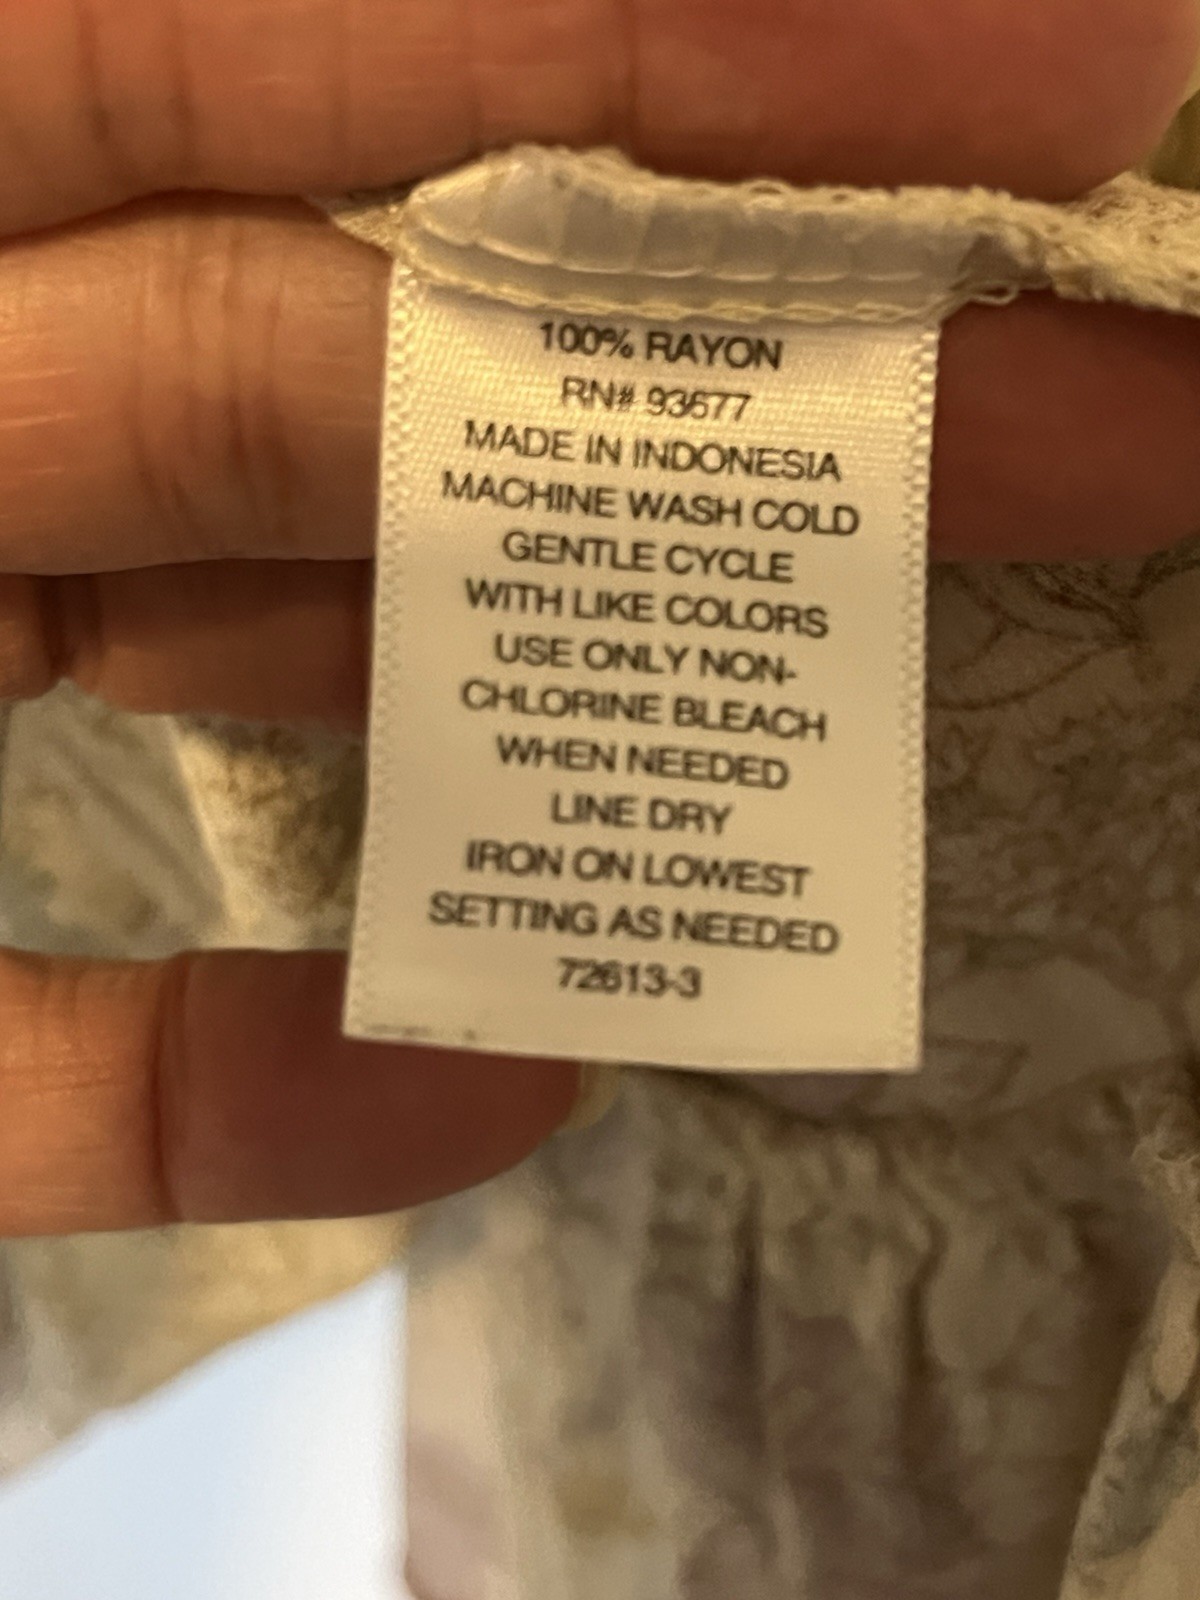 100% RAYON
RN# 93677
MADE IN INDONESIA
MACHINE WASH COLD
GENTLE CYCLE
WITH LIKE COLORS
USE ONLY NON-
CHLORINE BLEACH
WHEN NEEDED
LINE DRY
IRON ON LOWEST
SETTING AS NEEDED
72613-3